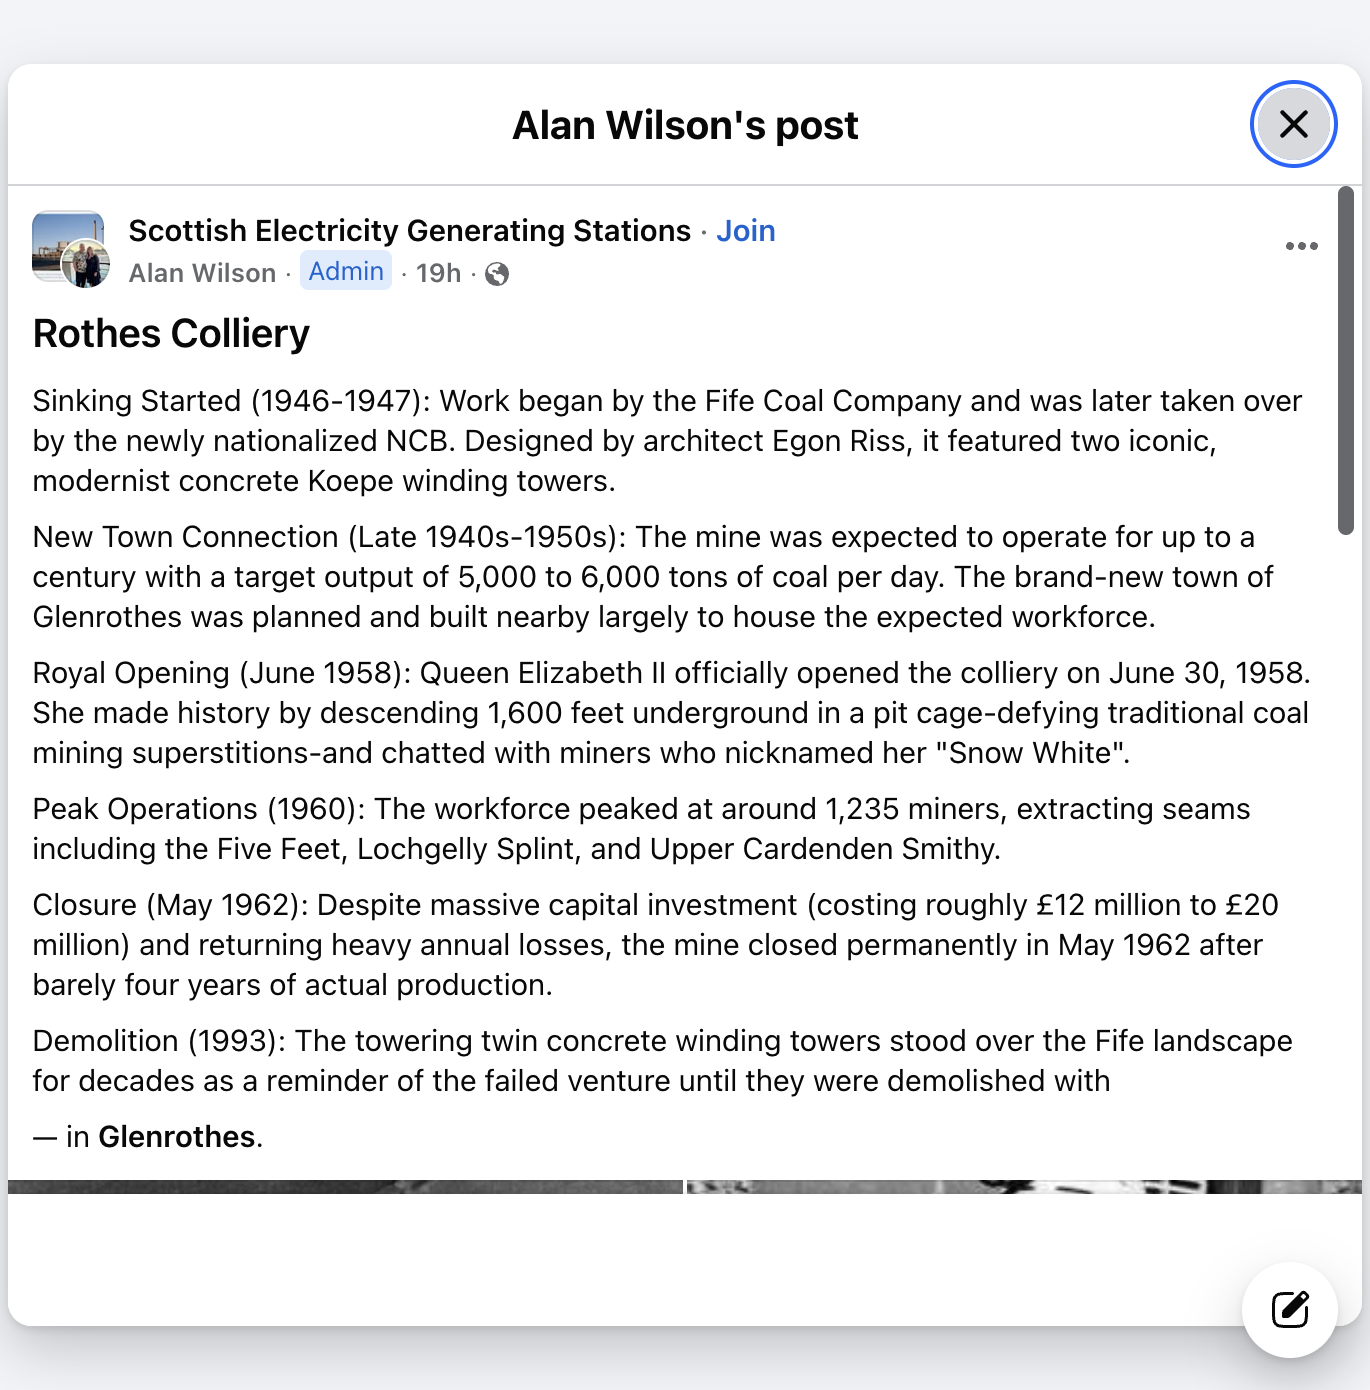 Alan Wilson's post
Scottish Electricity Generating Stations · Join
Alan Wilson · Admin · 19h ·
Rothes Colliery
Sinking Started (1946-1947): Work began by the Fife Coal Company and was later taken over
by the newly nationalized NCB. Designed by architect Egon Riss, it featured two iconic,
modernist concrete Koepe winding towers.
New Town Connection (Late 1940s-1950s): The mine was expected to operate for up to a
century with a target output of 5,000 to 6,000 tons of coal per day. The brand-new town of
Glenrothes was planned and built nearby largely to house the expected workforce.
Royal Opening (June 1958): Queen Elizabeth II officially opened the colliery on June 30, 1958.
She made history by descending 1,600 feet underground in a pit cage-defying traditional coal
mining superstitions-and chatted with miners who nicknamed her "Snow White".
Peak Operations (1960): The workforce peaked at around 1,235 miners, extracting seams
including the Five Feet, Lochgelly Splint, and Upper Cardenden Smithy.
Closure (May 1962): Despite massive capital investment (costing roughly £12 million to £20
million) and returning heavy annual losses, the mine closed permanently in May 1962 after
barely four years of actual production.
Demolition (1993): The towering twin concrete winding towers stood over the Fife landscape
for decades as a reminder of the failed venture until they were demolished with
— in Glenrothes.